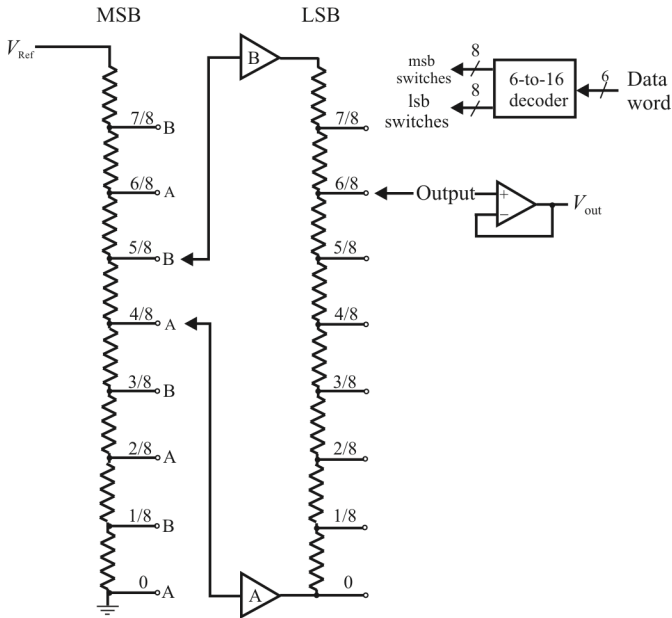 MSB
LSB
V_Ref
B
8
msb
switches
8
lsb
switches
6-to-16
decoder
6
Data
word
7/8 B
7/8
6/8 A
6/8
Output
+
−
V_out
5/8 B
5/8
4/8 A
4/8
3/8 B
3/8
2/8 A
2/8
1/8 B
1/8
0 A
A
0